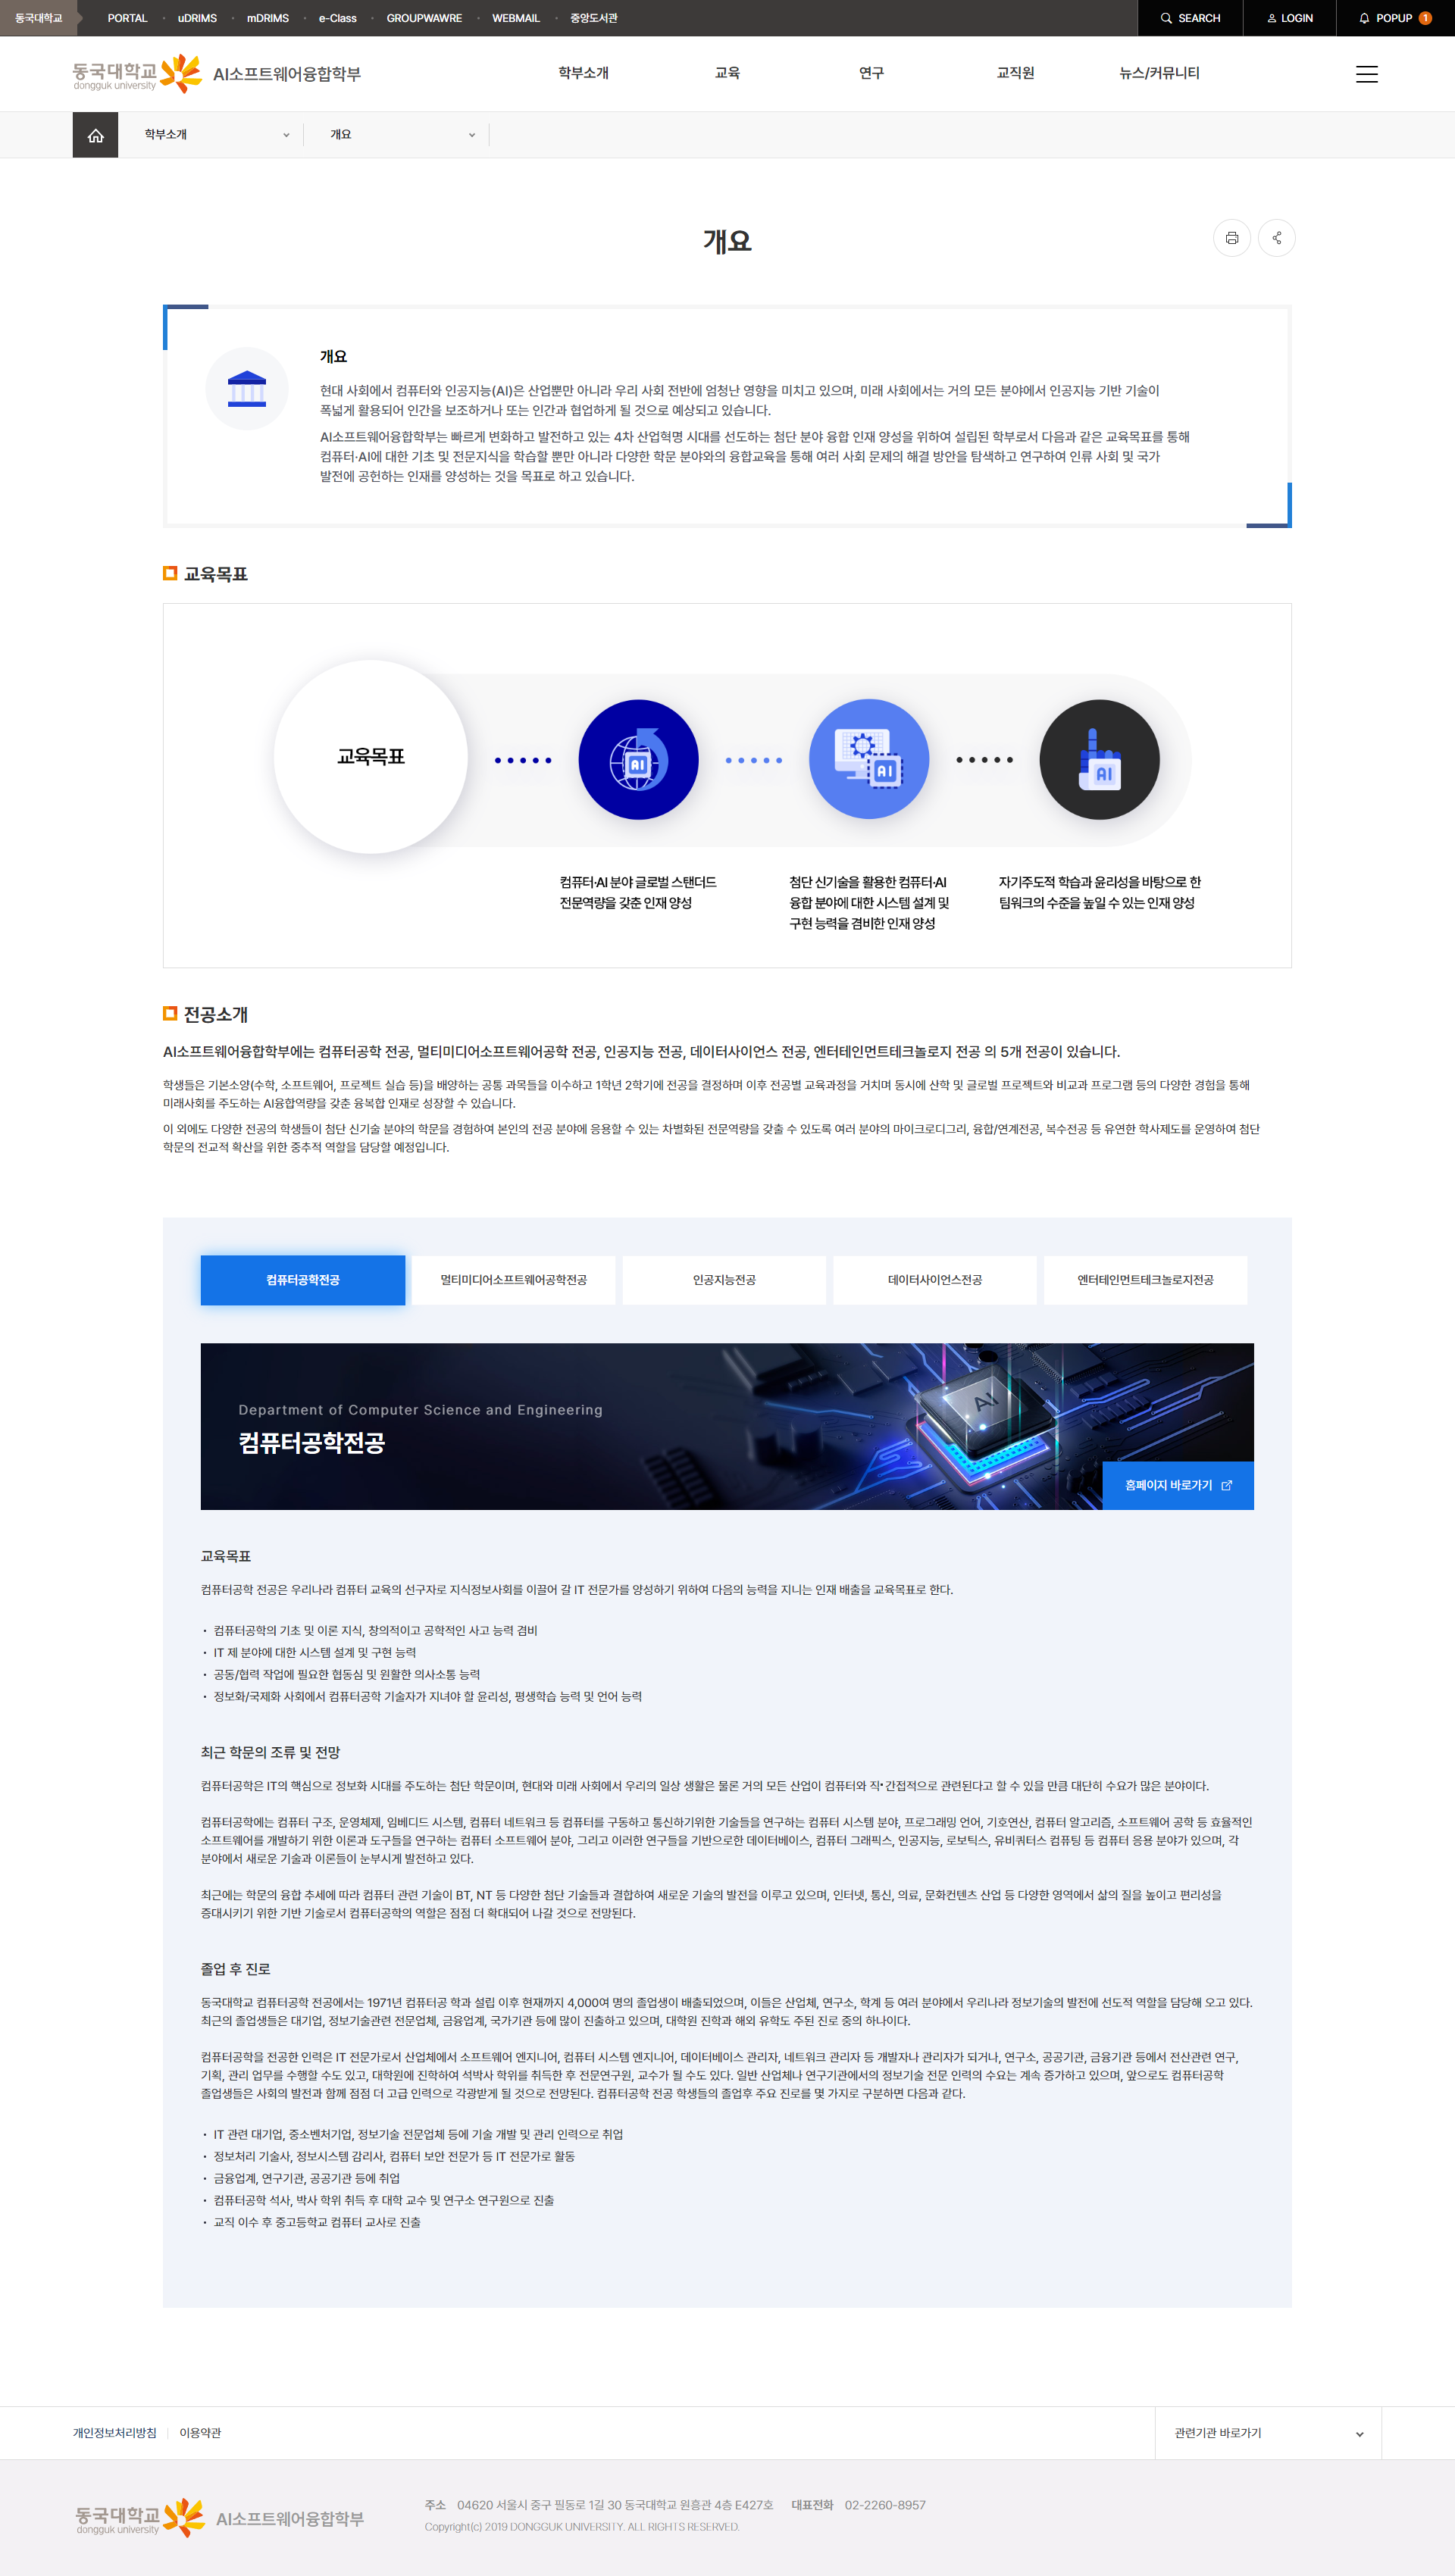 동국대학교 PORTAL uDRIMS mDRIMS e-Class GROUPWAWRE WEBMAIL 중앙도서관 SEARCH LOGIN POPUP 1
동국대학교 dongguk university AI소프트웨어융합학부 학부소개 교육 연구 교직원 뉴스/커뮤니티
학부소개 개요
개요
개요
현대 사회에서 컴퓨터와 인공지능(AI)은 산업뿐만 아니라 우리 사회 전반에 엄청난 영향을 미치고 있으며, 미래 사회에서는 거의 모든 분야에서 인공지능 기반 기술이
폭넓게 활용되어 인간을 보조하거나 또는 인간과 협업하게 될 것으로 예상되고 있습니다.
AI소프트웨어융합학부는 빠르게 변화하고 발전하고 있는 4차 산업혁명 시대를 선도하는 첨단 분야 융합 인재 양성을 위하여 설립된 학부로서 다음과 같은 교육목표를 통해
컴퓨터·AI에 대한 기초 및 전문지식을 학습할 뿐만 아니라 다양한 학문 분야와의 융합교육을 통해 여러 사회 문제의 해결 방안을 탐색하고 연구하여 인류 사회 및 국가
발전에 공헌하는 인재를 양성하는 것을 목표로 하고 있습니다.
교육목표
교육목표
AI
AI
AI
컴퓨터·AI 분야 글로벌 스탠더드
전문역량을 갖춘 인재 양성
첨단 신기술을 활용한 컴퓨터·AI
융합 분야에 대한 시스템 설계 및
구현 능력을 겸비한 인재 양성
자기주도적 학습과 윤리성을 바탕으로 한
팀워크의 수준을 높일 수 있는 인재 양성
전공소개
AI소프트웨어융합학부에는 컴퓨터공학 전공, 멀티미디어소프트웨어공학 전공, 인공지능 전공, 데이터사이언스 전공, 엔터테인먼트테크놀로지 전공 의 5개 전공이 있습니다.
학생들은 기본소양(수학, 소프트웨어, 프로젝트 실습 등)을 배양하는 공통 과목들을 이수하고 1학년 2학기에 전공을 결정하며 이후 전공별 교육과정을 거치며 동시에 산학 및 글로벌 프로젝트와 비교과 프로그램 등의 다양한 경험을 통해
미래사회를 주도하는 AI융합역량을 갖춘 융복합 인재로 성장할 수 있습니다.
이 외에도 다양한 전공의 학생들이 첨단 신기술 분야의 학문을 경험하여 본인의 전공 분야에 응용할 수 있는 차별화된 전문역량을 갖출 수 있도록 여러 분야의 마이크로디그리, 융합/연계전공, 복수전공 등 유연한 학사제도를 운영하여 첨단
학문의 전교적 확산을 위한 중추적 역할을 담당할 예정입니다.
컴퓨터공학전공 멀티미디어소프트웨어공학전공 인공지능전공 데이터사이언스전공 엔터테인먼트테크놀로지전공
Department of Computer Science and Engineering
컴퓨터공학전공
AI
홈페이지 바로가기
교육목표
컴퓨터공학 전공은 우리나라 컴퓨터 교육의 선구자로 지식정보사회를 이끌어 갈 IT 전문가를 양성하기 위하여 다음의 능력을 지니는 인재 배출을 교육목표로 한다.
· 컴퓨터공학의 기초 및 이론 지식, 창의적이고 공학적인 사고 능력 겸비
· IT 제 분야에 대한 시스템 설계 및 구현 능력
· 공동/협력 작업에 필요한 협동심 및 원활한 의사소통 능력
· 정보화/국제화 사회에서 컴퓨터공학 기술자가 지녀야 할 윤리성, 평생학습 능력 및 언어 능력
최근 학문의 조류 및 전망
컴퓨터공학은 IT의 핵심으로 정보화 시대를 주도하는 첨단 학문이며, 현대와 미래 사회에서 우리의 일상 생활은 물론 거의 모든 산업이 컴퓨터와 직•간접적으로 관련된다고 할 수 있을 만큼 대단히 수요가 많은 분야이다.
컴퓨터공학에는 컴퓨터 구조, 운영체제, 임베디드 시스템, 컴퓨터 네트워크 등 컴퓨터를 구동하고 통신하기위한 기술들을 연구하는 컴퓨터 시스템 분야, 프로그래밍 언어, 기호연산, 컴퓨터 알고리즘, 소프트웨어 공학 등 효율적인
소프트웨어를 개발하기 위한 이론과 도구들을 연구하는 컴퓨터 소프트웨어 분야, 그리고 이러한 연구들을 기반으로한 데이터베이스, 컴퓨터 그래픽스, 인공지능, 로보틱스, 유비쿼터스 컴퓨팅 등 컴퓨터 응용 분야가 있으며, 각
분야에서 새로운 기술과 이론들이 눈부시게 발전하고 있다.
최근에는 학문의 융합 추세에 따라 컴퓨터 관련 기술이 BT, NT 등 다양한 첨단 기술들과 결합하여 새로운 기술의 발전을 이루고 있으며, 인터넷, 통신, 의료, 문화컨텐츠 산업 등 다양한 영역에서 삶의 질을 높이고 편리성을
증대시키기 위한 기반 기술로서 컴퓨터공학의 역할은 점점 더 확대되어 나갈 것으로 전망된다.
졸업 후 진로
동국대학교 컴퓨터공학 전공에서는 1971년 컴퓨터공 학과 설립 이후 현재까지 4,000여 명의 졸업생이 배출되었으며, 이들은 산업체, 연구소, 학계 등 여러 분야에서 우리나라 정보기술의 발전에 선도적 역할을 담당해 오고 있다.
최근의 졸업생들은 대기업, 정보기술관련 전문업체, 금융업계, 국가기관 등에 많이 진출하고 있으며, 대학원 진학과 해외 유학도 주된 진로 중의 하나이다.
컴퓨터공학을 전공한 인력은 IT 전문가로서 산업체에서 소프트웨어 엔지니어, 컴퓨터 시스템 엔지니어, 데이터베이스 관리자, 네트워크 관리자 등 개발자나 관리자가 되거나, 연구소, 공공기관, 금융기관 등에서 전산관련 연구,
기획, 관리 업무를 수행할 수도 있고, 대학원에 진학하여 석박사 학위를 취득한 후 전문연구원, 교수가 될 수도 있다. 일반 산업체나 연구기관에서의 정보기술 전문 인력의 수요는 계속 증가하고 있으며, 앞으로도 컴퓨터공학
졸업생들은 사회의 발전과 함께 점점 더 고급 인력으로 각광받게 될 것으로 전망된다. 컴퓨터공학 전공 학생들의 졸업후 주요 진로를 몇 가지로 구분하면 다음과 같다.
· IT 관련 대기업, 중소벤처기업, 정보기술 전문업체 등에 기술 개발 및 관리 인력으로 취업
· 정보처리 기술사, 정보시스템 감리사, 컴퓨터 보안 전문가 등 IT 전문가로 활동
· 금융업계, 연구기관, 공공기관 등에 취업
· 컴퓨터공학 석사, 박사 학위 취득 후 대학 교수 및 연구소 연구원으로 진출
· 교직 이수 후 중고등학교 컴퓨터 교사로 진출
개인정보처리방침 이용약관 관련기관 바로가기
동국대학교 dongguk university AI소프트웨어융합학부
주소 04620 서울시 중구 필동로 1길 30 동국대학교 원흥관 4층 E427호 대표전화 02-2260-8957
Copyright(c) 2019 DONGGUK UNIVERSITY. ALL RIGHTS RESERVED.